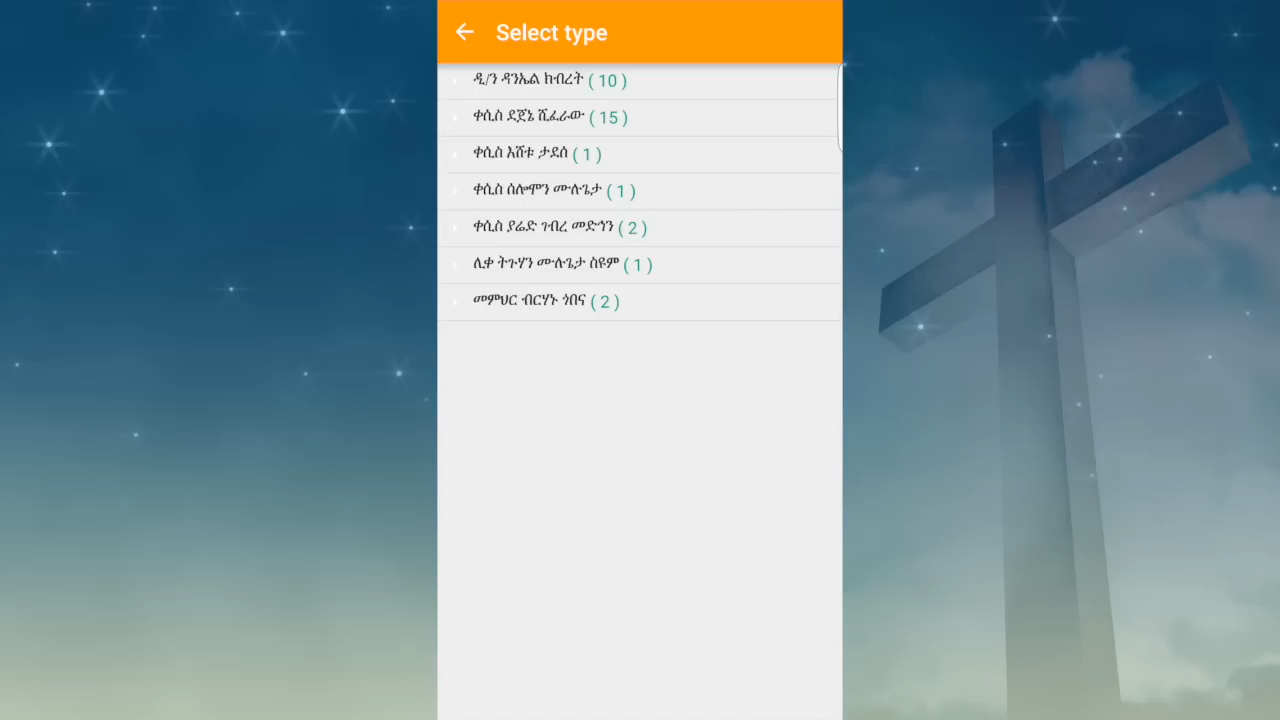 Select type
ዲ/ን ዳንኤል ክብረት ( 10 )
ቀሲስ ደጀኔ ሺፈራው ( 15 )
ቀሲስ እሸቱ ታደሰ ( 1 )
ቀሲስ ሰሎሞን ሙሉጌታ ( 1 )
ቀሲስ ያሬድ ገብረ መድኅን ( 2 )
ሊቀ ትጉሃን ሙሉጌታ ስዩም ( 1 )
መምህር ብርሃኑ ጎበና ( 2 )